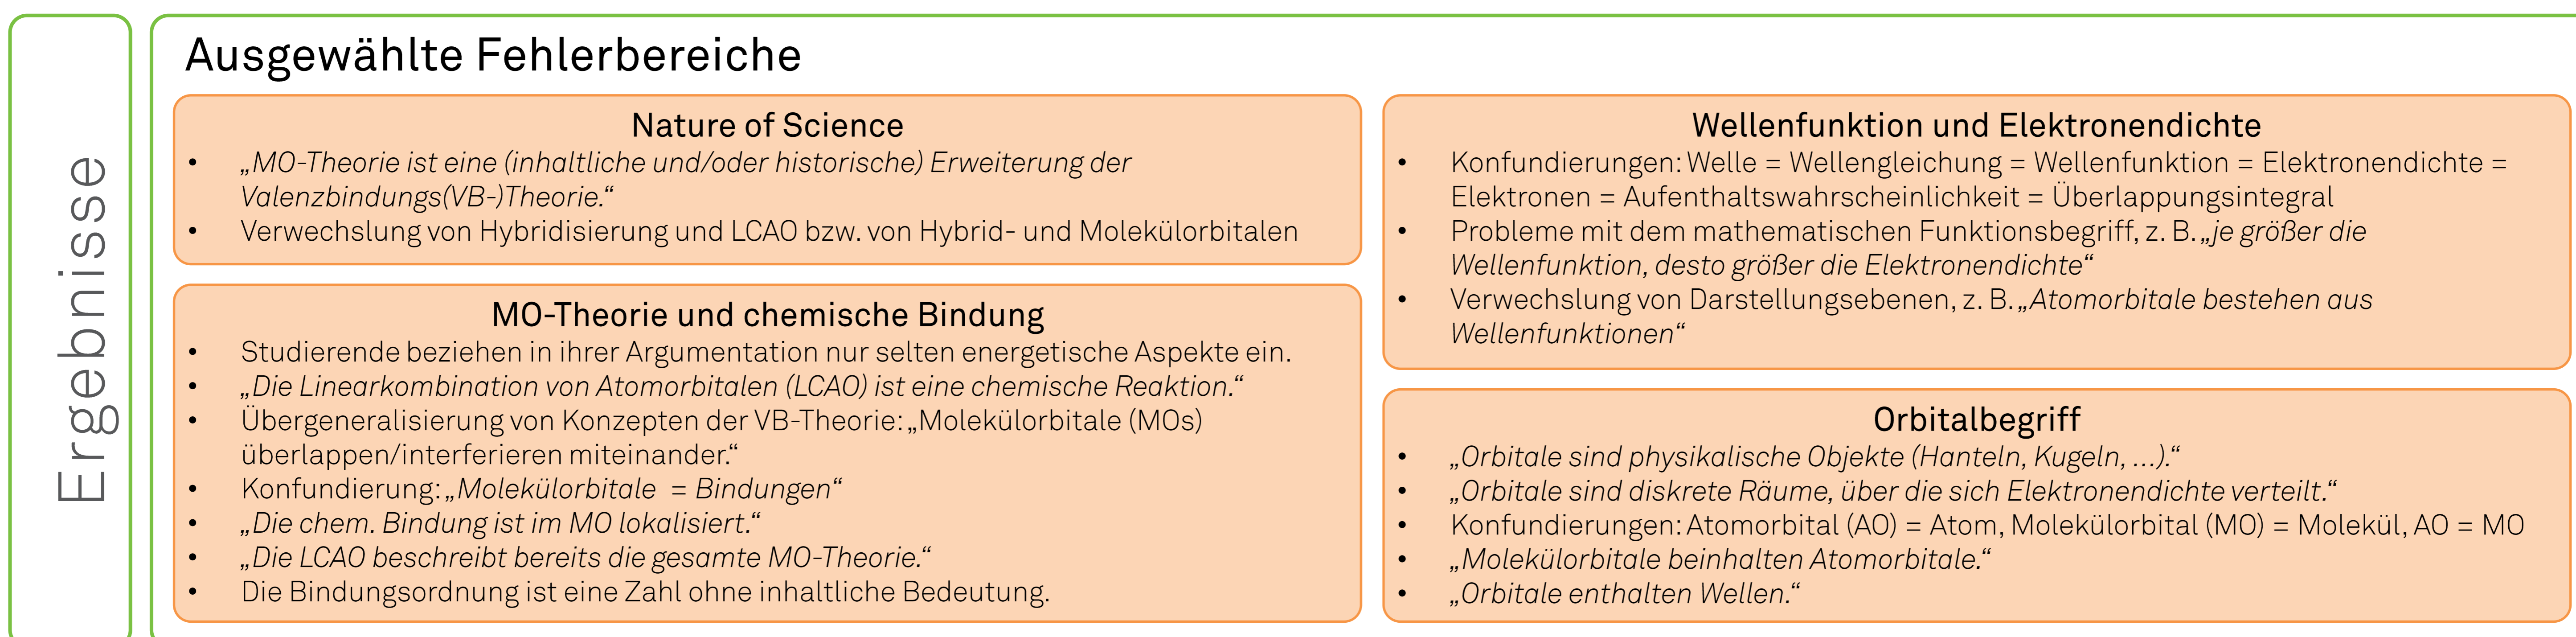 Ergebnisse
Ausgewählte Fehlerbereiche
Nature of Science
• „MO-Theorie ist eine (inhaltliche und/oder historische) Erweiterung der
Valenzbindungs(VB-)Theorie.“
• Verwechslung von Hybridisierung und LCAO bzw. von Hybrid- und Molekülorbitalen
MO-Theorie und chemische Bindung
• Studierende beziehen in ihrer Argumentation nur selten energetische Aspekte ein.
• „Die Linearkombination von Atomorbitalen (LCAO) ist eine chemische Reaktion.“
• Übergeneralisierung von Konzepten der VB-Theorie: „Molekülorbitale (MOs)
überlappen/interferieren miteinander.“
• Konfundierung: „Molekülorbitale = Bindungen“
• „Die chem. Bindung ist im MO lokalisiert.“
• „Die LCAO beschreibt bereits die gesamte MO-Theorie.“
• Die Bindungsordnung ist eine Zahl ohne inhaltliche Bedeutung.
Wellenfunktion und Elektronendichte
• Konfundierungen: Welle = Wellengleichung = Wellenfunktion = Elektronendichte =
Elektronen = Aufenthaltswahrscheinlichkeit = Überlappungsintegral
• Probleme mit dem mathematischen Funktionsbegriff, z. B. „je größer die
Wellenfunktion, desto größer die Elektronendichte“
• Verwechslung von Darstellungsebenen, z. B. „Atomorbitale bestehen aus
Wellenfunktionen“
Orbitalbegriff
• „Orbitale sind physikalische Objekte (Hanteln, Kugeln, …).“
• „Orbitale sind diskrete Räume, über die sich Elektronendichte verteilt.“
• Konfundierungen: Atomorbital (AO) = Atom, Molekülorbital (MO) = Molekül, AO = MO
• „Molekülorbitale beinhalten Atomorbitale.“
• „Orbitale enthalten Wellen.“